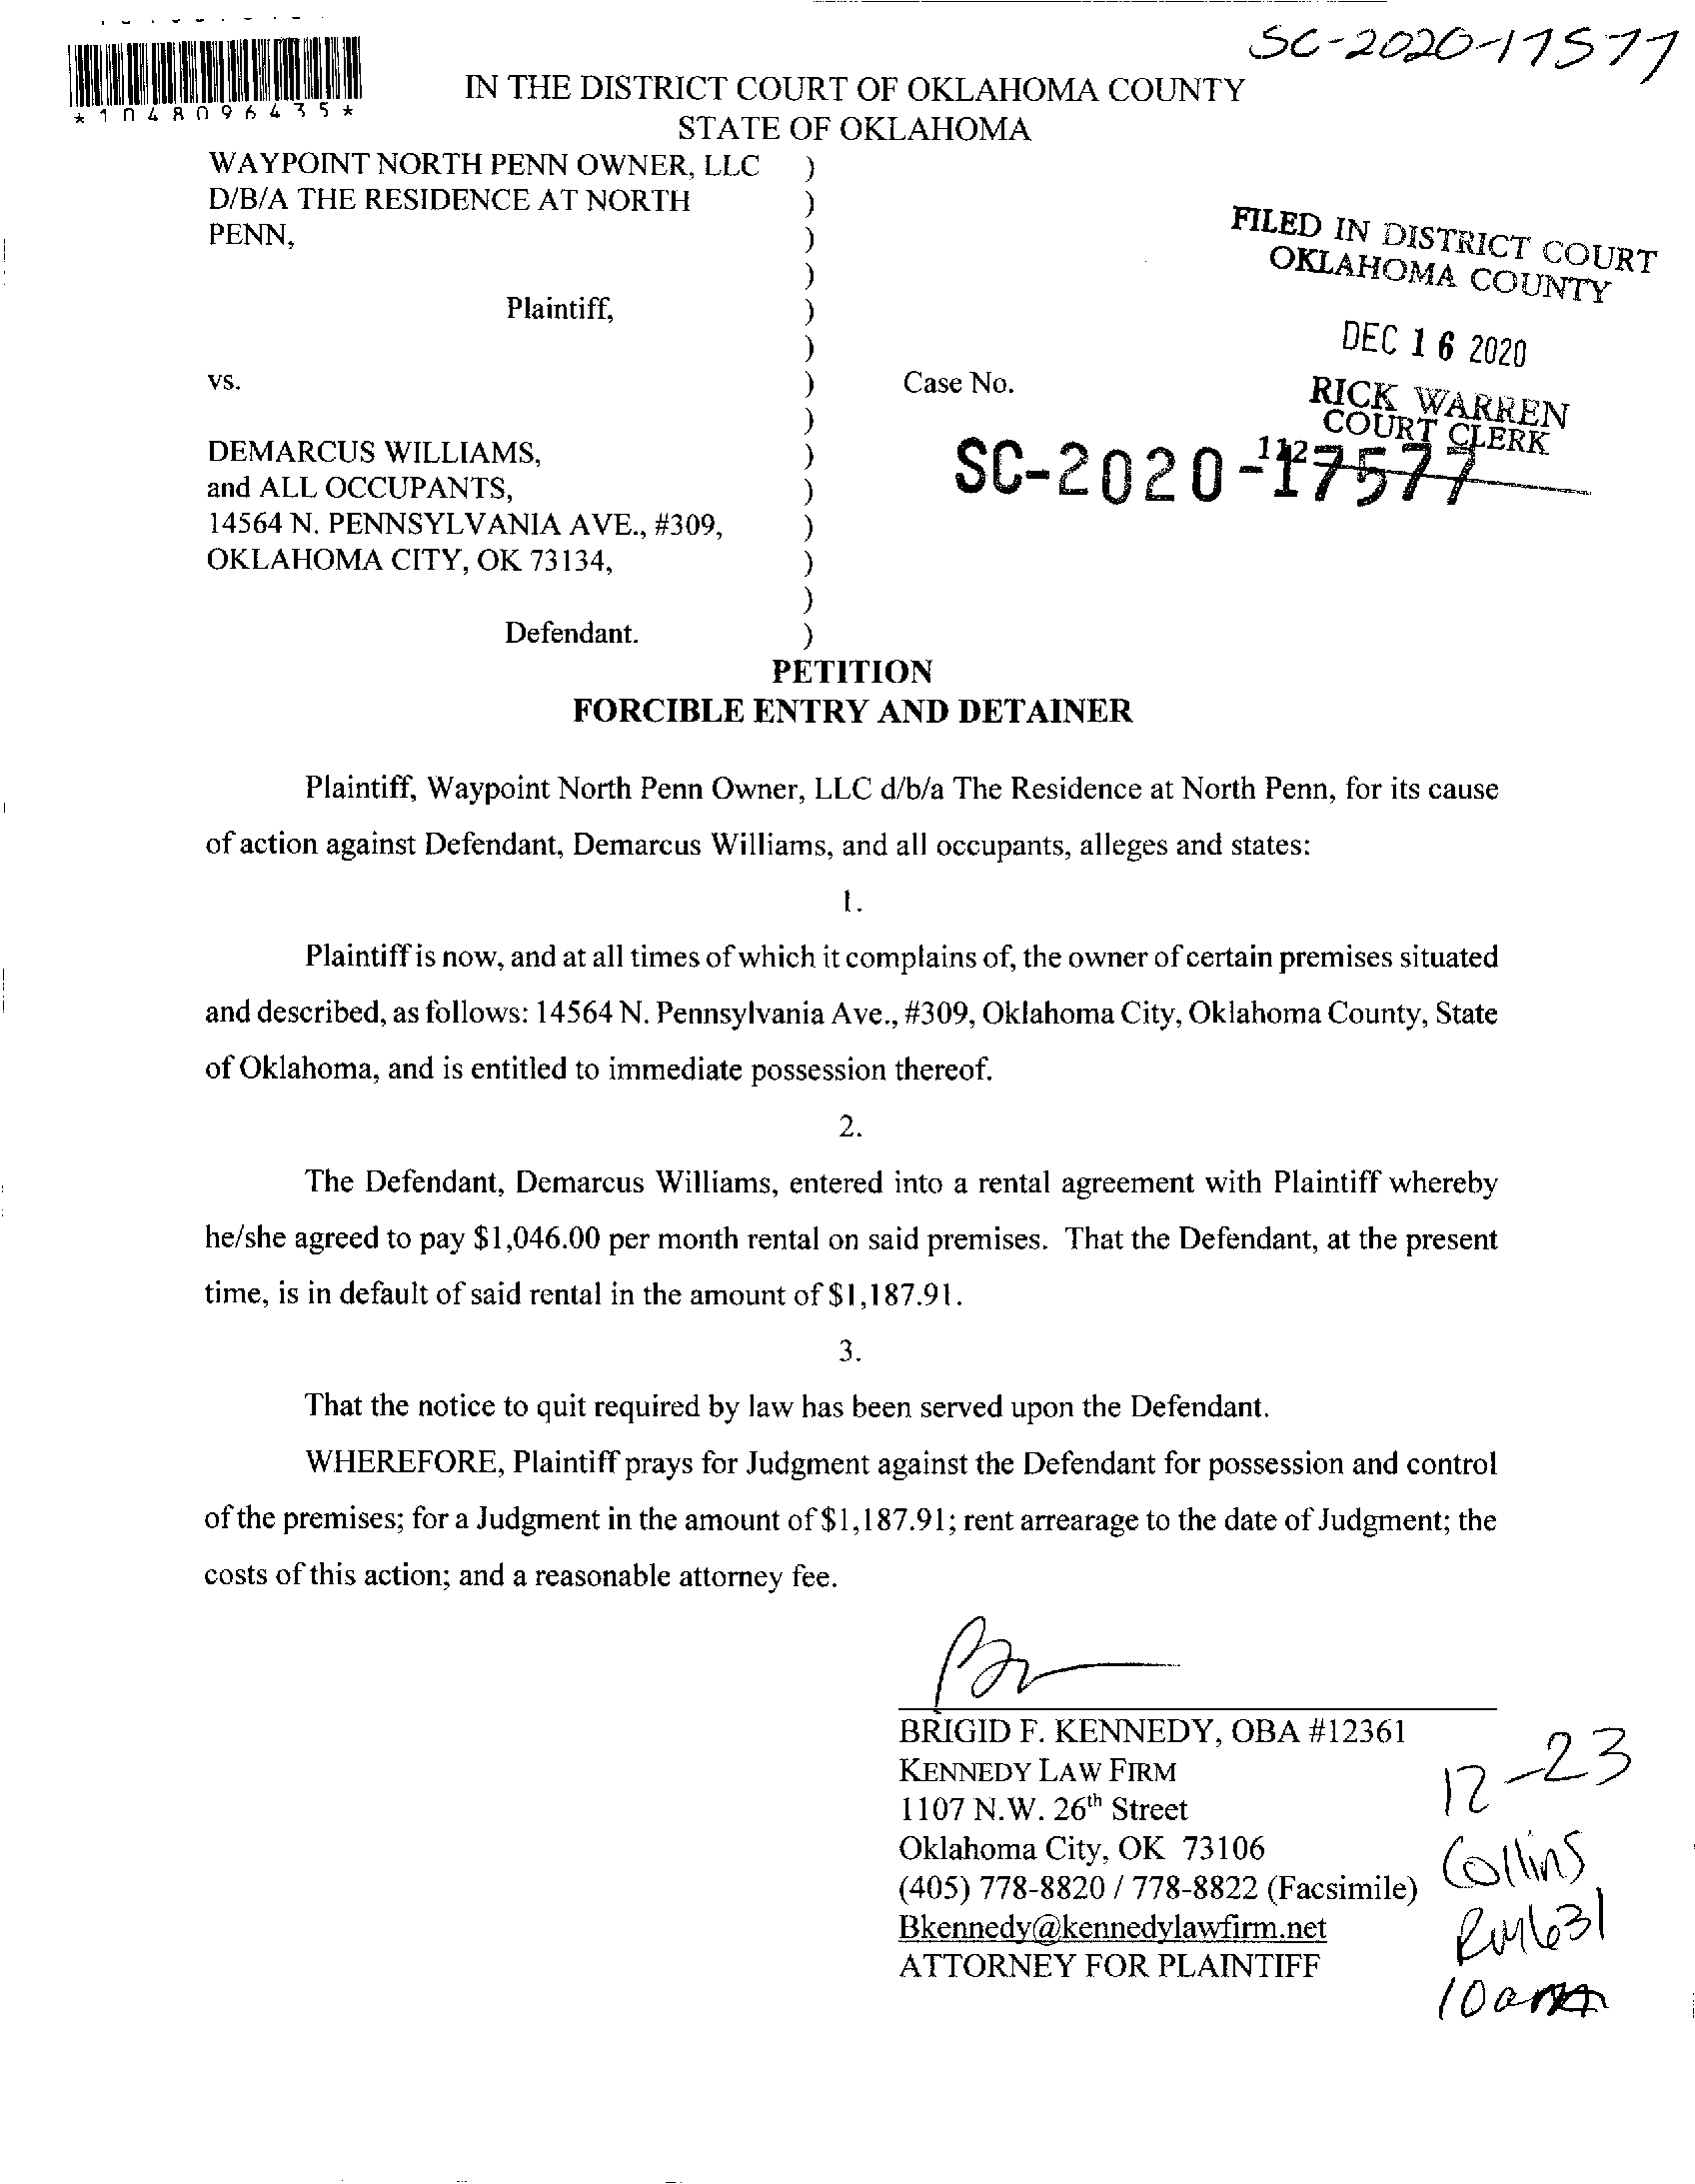 SC-2020-17577
*1048096435*
IN THE DISTRICT COURT OF OKLAHOMA COUNTY
STATE OF OKLAHOMA
WAYPOINT NORTH PENN OWNER, LLC )
D/B/A THE RESIDENCE AT NORTH )
PENN, )
)
Plaintiff, )
)
vs. ) Case No.
)
DEMARCUS WILLIAMS, )
and ALL OCCUPANTS, )
14564 N. PENNSYLVANIA AVE., #309, )
OKLAHOMA CITY, OK 73134, )
)
Defendant. )
FILED IN DISTRICT COURT
OKLAHOMA COUNTY
DEC 16 2020
RICK WARREN
COURT CLERK
112
SC-2020-17577
PETITION
FORCIBLE ENTRY AND DETAINER
Plaintiff, Waypoint North Penn Owner, LLC d/b/a The Residence at North Penn, for its cause
of action against Defendant, Demarcus Williams, and all occupants, alleges and states:
1.
Plaintiff is now, and at all times of which it complains of, the owner of certain premises situated
and described, as follows: 14564 N. Pennsylvania Ave., #309, Oklahoma City, Oklahoma County, State
of Oklahoma, and is entitled to immediate possession thereof.
2.
The Defendant, Demarcus Williams, entered into a rental agreement with Plaintiff whereby
he/she agreed to pay $1,046.00 per month rental on said premises. That the Defendant, at the present
time, is in default of said rental in the amount of $1,187.91.
3.
That the notice to quit required by law has been served upon the Defendant.
WHEREFORE, Plaintiff prays for Judgment against the Defendant for possession and control
of the premises; for a Judgment in the amount of $1,187.91; rent arrearage to the date of Judgment; the
costs of this action; and a reasonable attorney fee.
BRIGID F. KENNEDY, OBA #12361
KENNEDY LAW FIRM
1107 N.W. 26th Street
Oklahoma City, OK 73106
(405) 778-8820 / 778-8822 (Facsimile)
Bkennedy@kennedylawfirm.net
ATTORNEY FOR PLAINTIFF
12-23
Collins
Rm631
10am